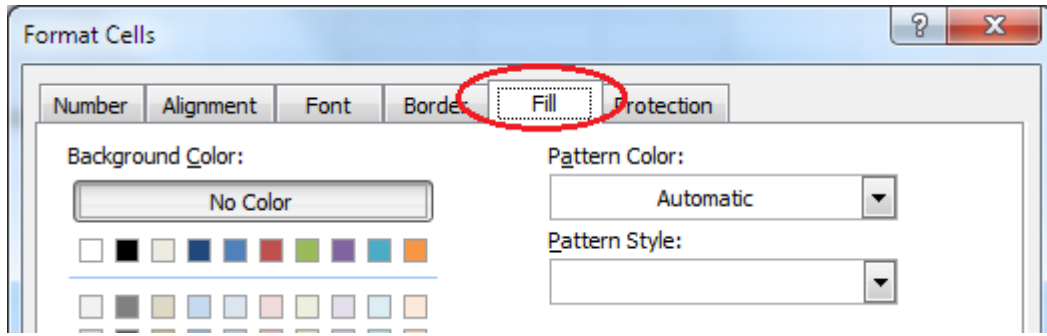 Format Cells
?
X
Number Alignment Font Border Fill Protection
Background Color:
No Color
Pattern Color:
Automatic
Pattern Style: